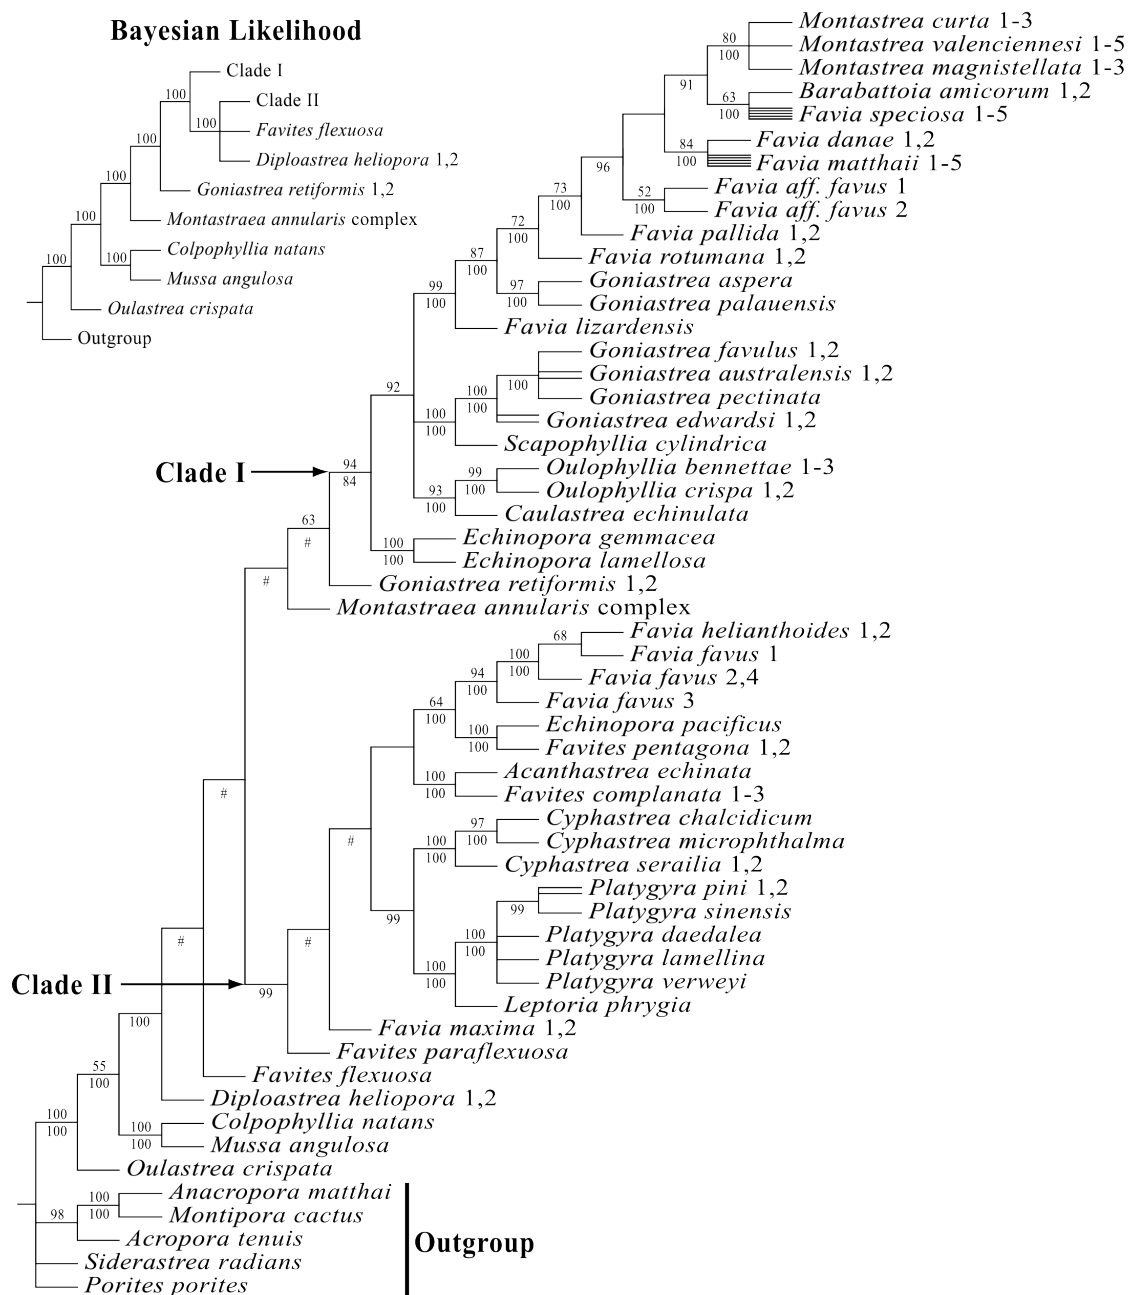 Bayesian Likelihood
Clade I
100
Clade II
100
Favites flexuosa
100
Diploastrea heliopora 1,2
100
Goniastrea retiformis 1,2
100
Montastraea annularis complex
100
Colpophyllia natans
100
Mussa angulosa
Oulastrea crispata
Outgroup
Montastrea curta 1-3
80
Montastrea valenciennesi 1-5
100
Montastrea magnistellata 1-3
91
Barabattoia amicorum 1,2
63
100
Favia speciosa 1-5
84
Favia danae 1,2
100
Favia matthaii 1-5
96
Favia aff. favus 1
52
100
Favia aff. favus 2
73
100
Favia pallida 1,2
72
100
Favia rotumana 1,2
87
100
Goniastrea aspera
97
100
Goniastrea palauensis
99
100
Favia lizardensis
Goniastrea favulus 1,2
100
Goniastrea australensis 1,2
100
100
Goniastrea pectinata
92
100
100
Goniastrea edwardsi 1,2
Scapophyllia cylindrica
Clade I
94
84
99
100
Oulophyllia bennettae 1-3
93
100
Oulophyllia crispa 1,2
Caulastrea echinulata
63
#
100
100
Echinopora gemmacea
Echinopora lamellosa
#
Goniastrea retiformis 1,2
Montastraea annularis complex
68
Favia helianthoides 1,2
100
100
Favia favus 1
94
100
Favia favus 2,4
64
100
Favia favus 3
100
100
Echinopora pacificus
Favites pentagona 1,2
#
100
100
Acanthastrea echinata
Favites complanata 1-3
97
100
Cyphastrea chalcidicum
#
100
100
Cyphastrea microphthalma
Cyphastrea serailia 1,2
99
99
Platygyra pini 1,2
Platygyra sinensis
#
#
100
100
Platygyra daedalea
Platygyra lamellina
100
100
Platygyra verweyi
Clade II
99
Leptoria phrygia
100
Favia maxima 1,2
Favites paraflexuosa
55
100
Favites flexuosa
Diploastrea heliopora 1,2
100
100
100
100
Colpophyllia natans
Mussa angulosa
Oulastrea crispata
100
100
Anacropora matthai
98
Montipora cactus
Acropora tenuis
Outgroup
Siderastrea radians
Porites porites